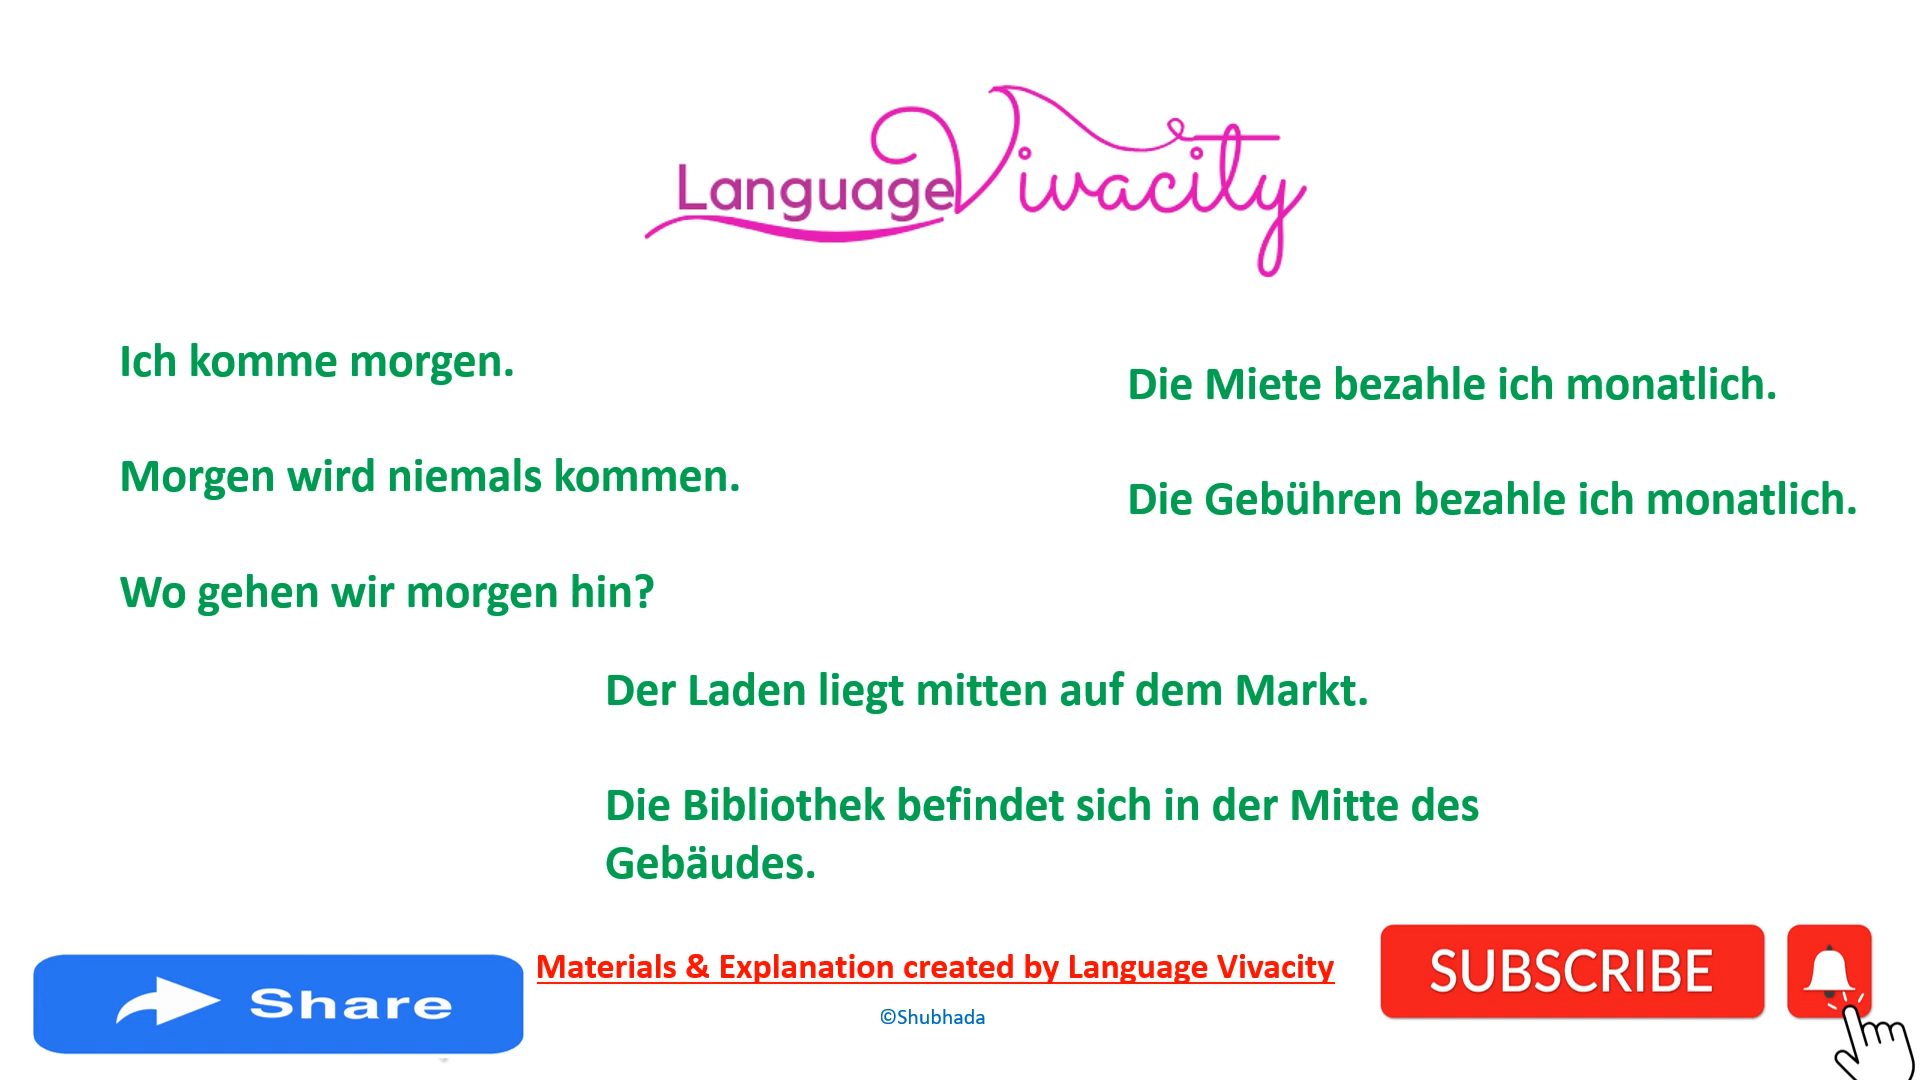 Language Vivacity
Ich komme morgen.
Morgen wird niemals kommen.
Wo gehen wir morgen hin?
Die Miete bezahle ich monatlich.
Die Gebühren bezahle ich monatlich.
Der Laden liegt mitten auf dem Markt.
Die Bibliothek befindet sich in der Mitte des
Gebäudes.
Share
Materials & Explanation created by Language Vivacity
©Shubhada
SUBSCRIBE